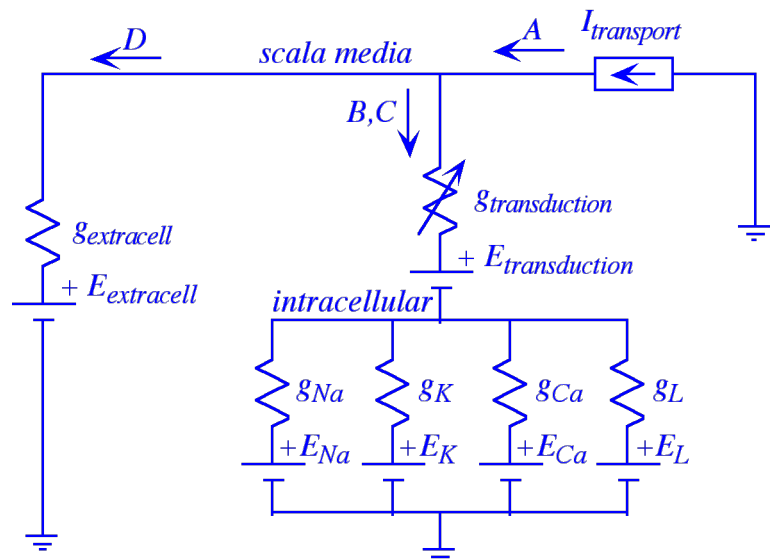 D
scala media
A
I_transport
B,C
g_transduction
g_extracell
+ E_transduction
+ E_extracell
intracellular
g_Na g_K g_Ca g_L
+E_Na +E_K +E_Ca +E_L